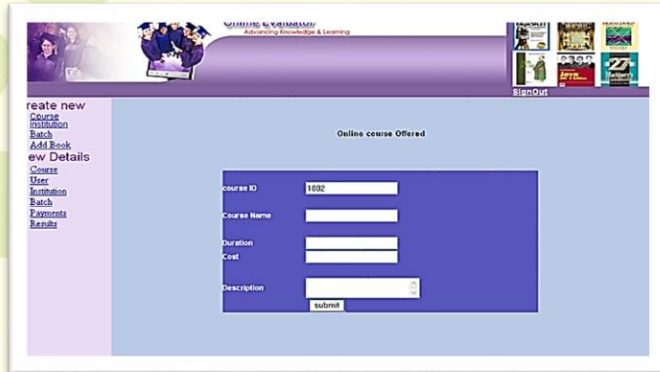 Online Evaluator
Advancing Knowledge & Learning
Java
SignOut
reate new
Course
Institution
Batch
Add Book
ew Details
Course
User
Institution
Batch
Payments
Results
Online course Offered
course ID 1002
Course Name
Duration
Cost
Description
submit